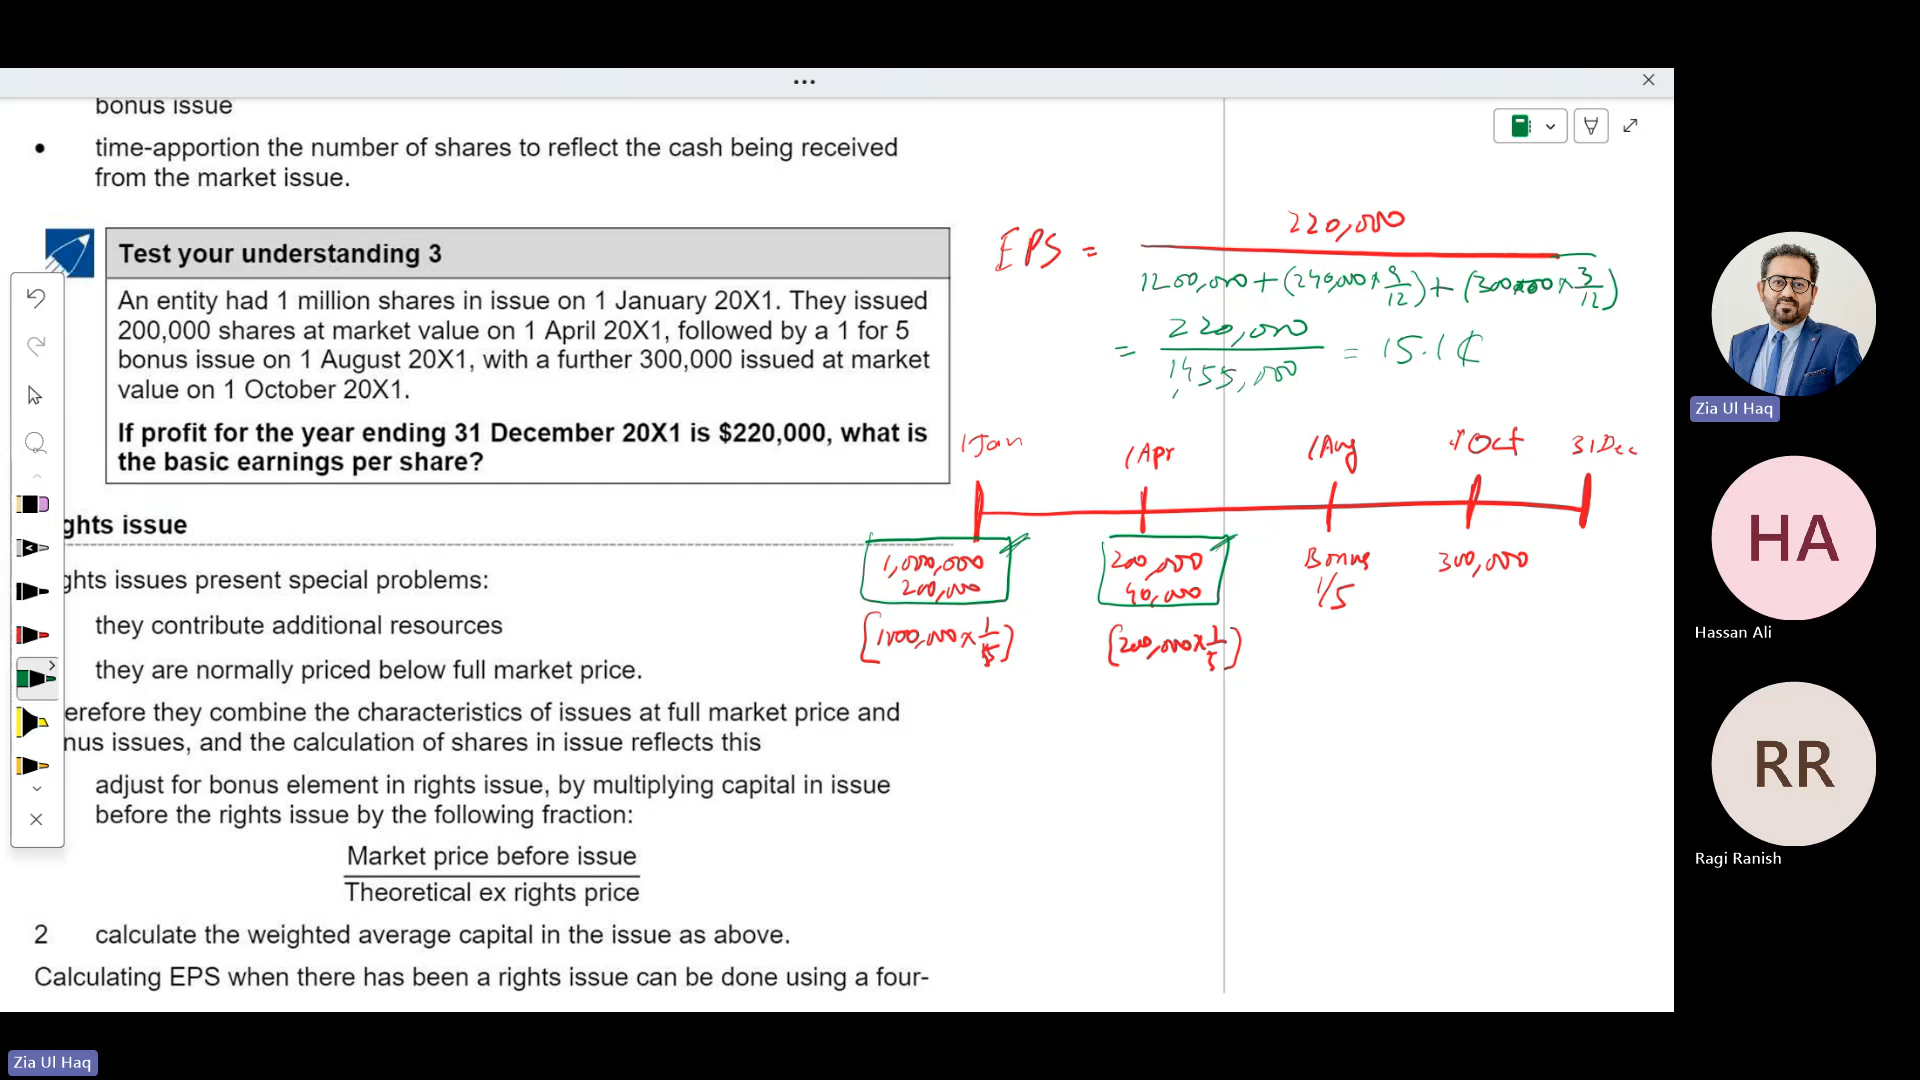 bonus issue
• time-apportion the number of shares to reflect the cash being received
from the market issue.
Test your understanding 3
An entity had 1 million shares in issue on 1 January 20X1. They issued
200,000 shares at market value on 1 April 20X1, followed by a 1 for 5
bonus issue on 1 August 20X1, with a further 300,000 issued at market
value on 1 October 20X1.
If profit for the year ending 31 December 20X1 is $220,000, what is
the basic earnings per share?
ghts issue
ghts issues present special problems:
they contribute additional resources
they are normally priced below full market price.
erefore they combine the characteristics of issues at full market price and
nus issues, and the calculation of shares in issue reflects this
adjust for bonus element in rights issue, by multiplying capital in issue
before the rights issue by the following fraction:
Market price before issue
Theoretical ex rights price
2 calculate the weighted average capital in the issue as above.
Calculating EPS when there has been a rights issue can be done using a four-
220,000
EPS =
1200,000 + (240,000 × 9/12) + (300,000 × 3/12)
= 220,000 / 1,455,000 = 15.1 ¢
1 Jan 1 Apr 1 Aug 1 Oct 31 Dec
1,000,000 200,000 Bonus 300,000
200,000 40,000 1/5
[1000,000 × 1/5] [200,000 × 1/5]
Zia Ul Haq
HA
Hassan Ali
RR
Ragi Ranish
Zia Ul Haq